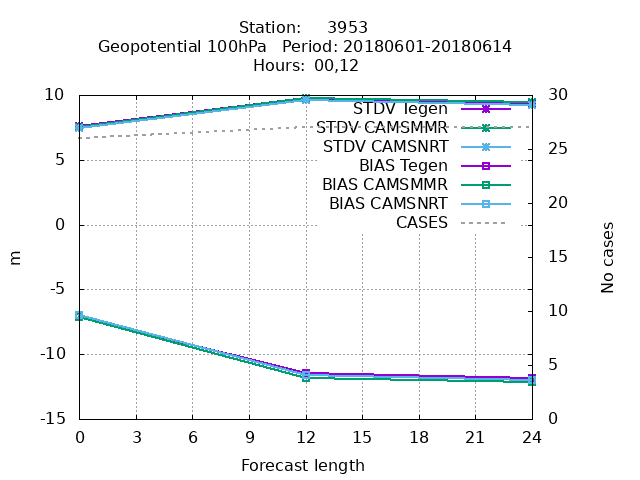 Station: 3953
Geopotential 100hPa Period: 20180601-20180614
Hours: 00,12
10
5
0
-5
-10
-15
m
30
25
20
15
10
5
0
No cases
STDV Tegen
STDV CAMSMMR
STDV CAMSNRT
BIAS Tegen
BIAS CAMSMMR
BIAS CAMSNRT
CASES
0 3 6 9 12 15 18 21 24
Forecast length